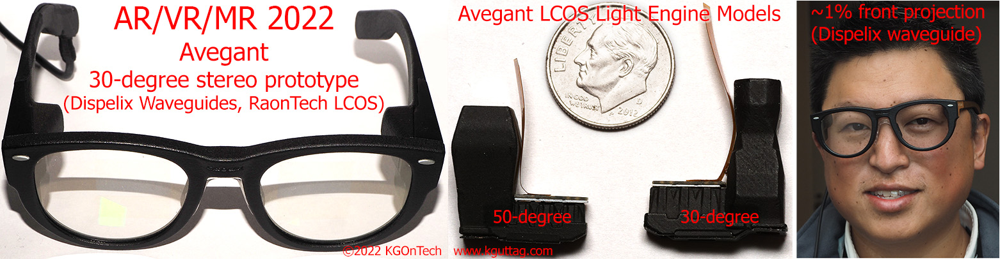 AR/VR/MR 2022
Avegant
30-degree stereo prototype
(Dispelix Waveguides, RaonTech LCOS)
Avegant LCOS Light Engine Models
LIBERTY
IN GOD
WE TRUST
D
2012
50-degree
30-degree
~1% front projection
(Dispelix waveguide)
©2022 KGOnTech www.kguttag.com